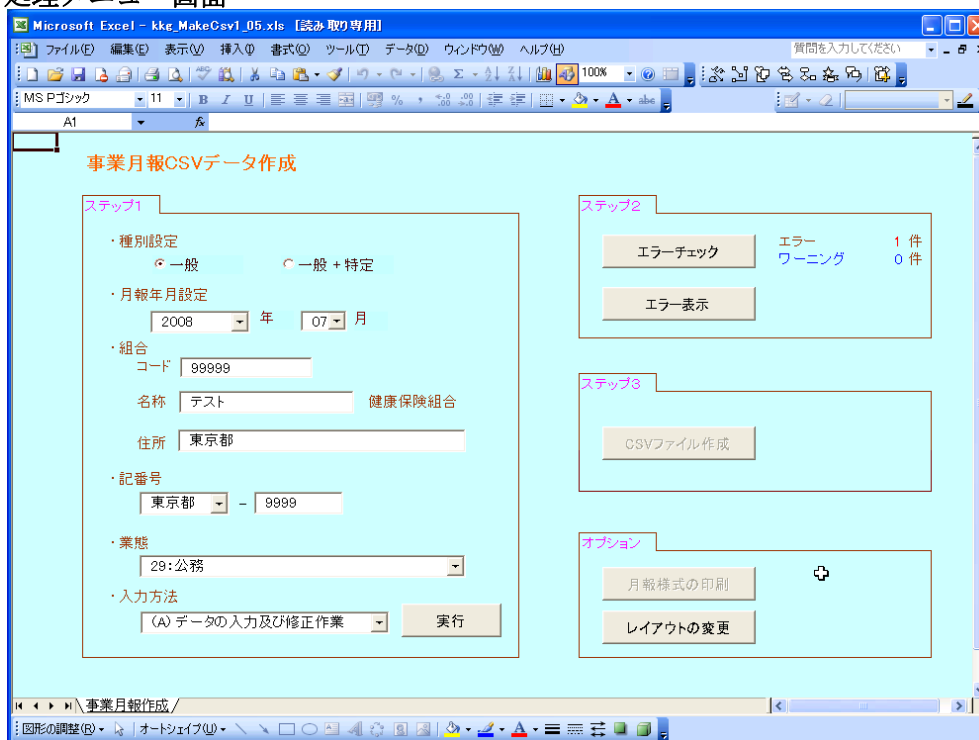 処理メニュー画面
Microsoft Excel - kkg_MakeCsv1_05.xls [読み取り専用]
ファイル(F) 編集(E) 表示(V) 挿入(I) 書式(O) ツール(T) データ(D) ウィンドウ(W) ヘルプ(H) 質問を入力してください
100%
MS Pゴシック 11 B I U
A1 fx
事業月報CSVデータ作成
ステップ1
・種別設定
一般 一般 + 特定
・月報年月設定
2008 年 07 月
・組合
コード 99999
名称 テスト 健康保険組合
住所 東京都
・記番号
東京都 - 9999
・業態
29:公務
・入力方法
(A) データの入力及び修正作業 実行
ステップ2
エラーチェック エラー 1 件
ワーニング 0 件
エラー表示
ステップ3
CSVファイル作成
オプション
月報様式の印刷
レイアウトの変更
事業月報作成
図形の調整(R) オートシェイプ(U)